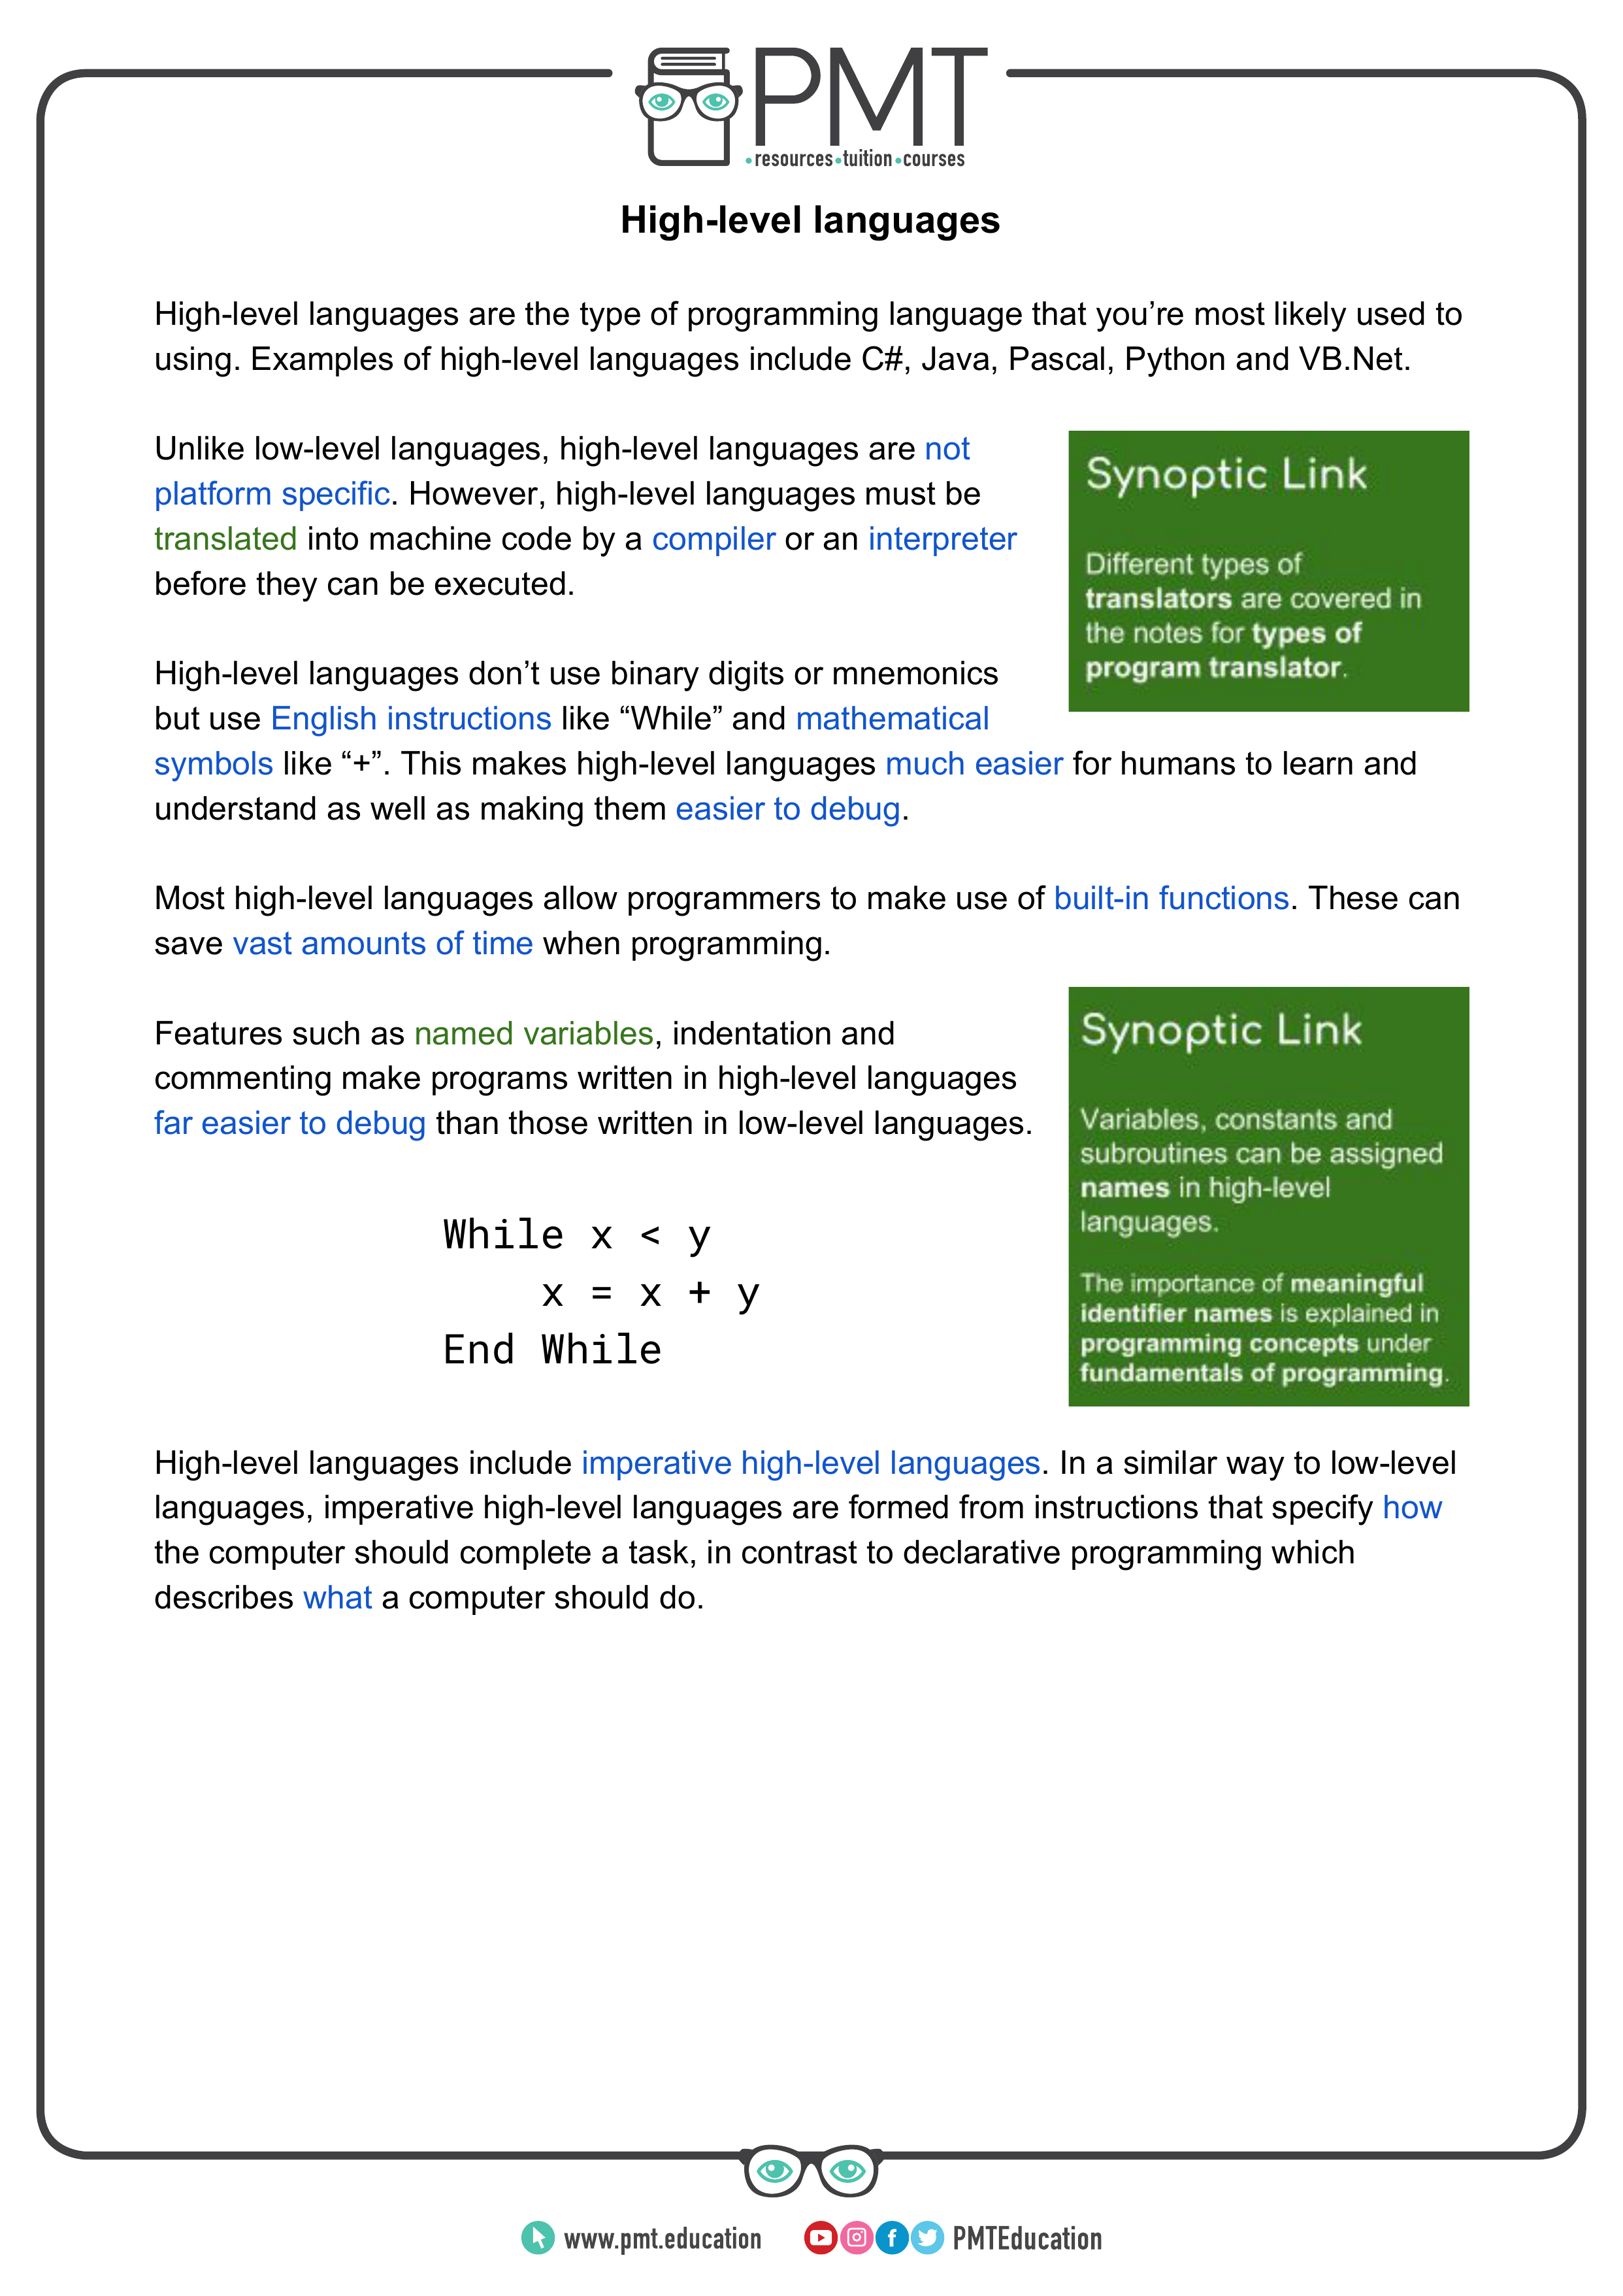 PMT
resources tuition courses
High-level languages
High-level languages are the type of programming language that you’re most likely used to
using. Examples of high-level languages include C#, Java, Pascal, Python and VB.Net.
Unlike low-level languages, high-level languages are not
platform specific. However, high-level languages must be
translated into machine code by a compiler or an interpreter
before they can be executed.
Synoptic Link
Different types of
translators are covered in
the notes for types of
program translator.
High-level languages don’t use binary digits or mnemonics
but use English instructions like “While” and mathematical
symbols like “+”. This makes high-level languages much easier for humans to learn and
understand as well as making them easier to debug.
Most high-level languages allow programmers to make use of built-in functions. These can
save vast amounts of time when programming.
Features such as named variables, indentation and
commenting make programs written in high-level languages
far easier to debug than those written in low-level languages.
Synoptic Link
Variables, constants and
subroutines can be assigned
names in high-level
languages.
The importance of meaningful
identifier names is explained in
programming concepts under
fundamentals of programming.
While x < y
    x = x + y
End While
High-level languages include imperative high-level languages. In a similar way to low-level
languages, imperative high-level languages are formed from instructions that specify how
the computer should complete a task, in contrast to declarative programming which
describes what a computer should do.
www.pmt.education
PMTEducation